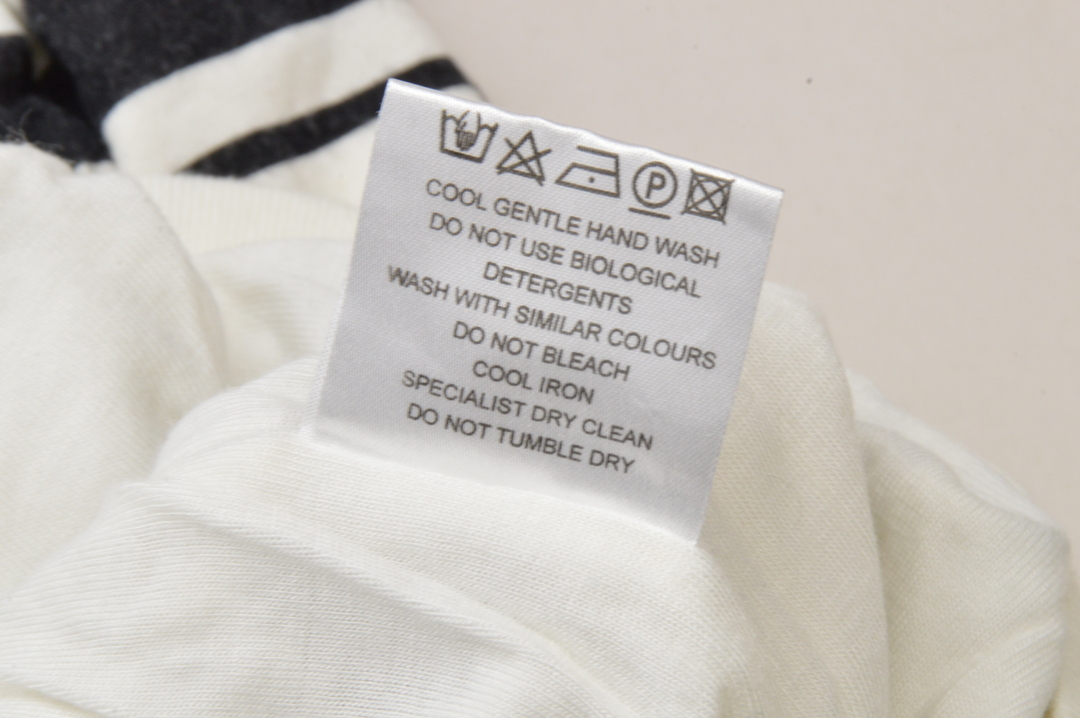 P
COOL GENTLE HAND WASH
DO NOT USE BIOLOGICAL
DETERGENTS
WASH WITH SIMILAR COLOURS
DO NOT BLEACH
COOL IRON
SPECIALIST DRY CLEAN
DO NOT TUMBLE DRY